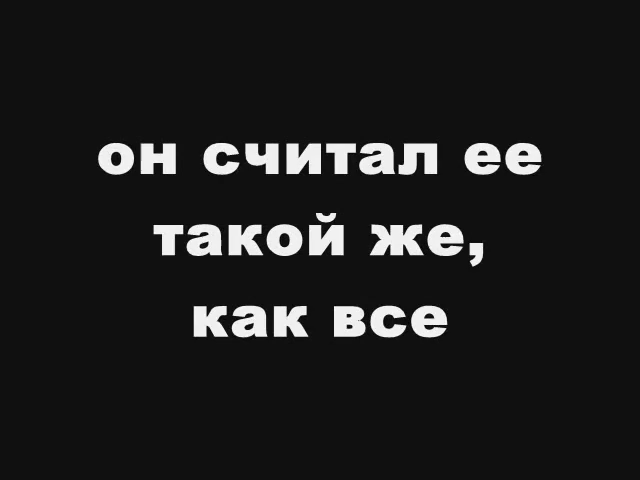 он считал ее
такой же,
как все